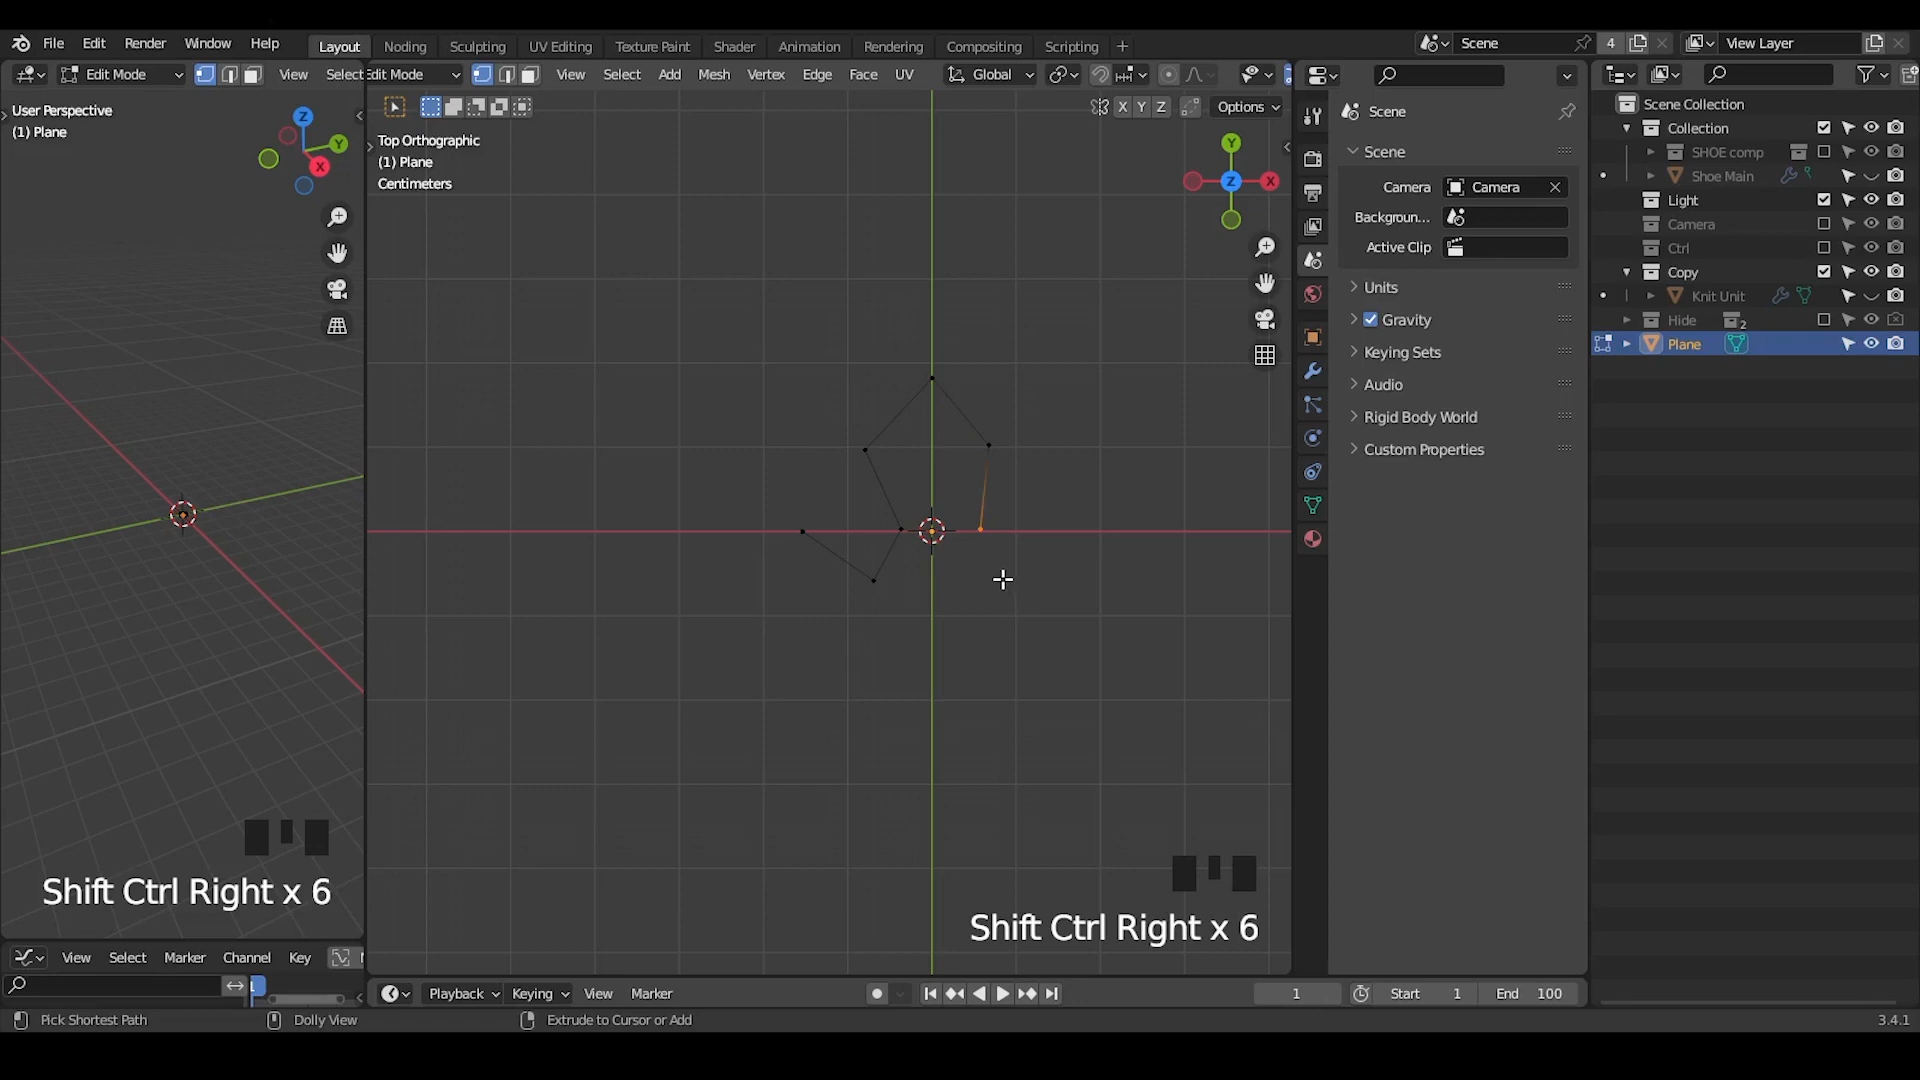 File Edit Render Window Help Layout Noding Sculpting UV Editing Texture Paint Shader Animation Rendering Compositing Scripting Scene 4 View Layer
Edit Mode View Select
User Perspective
(1) Plane
Z
Y
X
Shift Ctrl Right x 6
View Select Marker Channel Key
1
dit Mode View Select Add Mesh Vertex Edge Face UV Global
X Y Z Options
Top Orthographic
(1) Plane
Centimeters
Y
Z
X
Shift Ctrl Right x 6
Playback Keying View Marker 1 Start 1 End 100
Scene
Scene
Camera Camera
Backgroun...
Active Clip
Units
Gravity
Keying Sets
Audio
Rigid Body World
Custom Properties
Scene Collection
Collection
SHOE comp
Shoe Main
Light
Camera
Ctrl
Copy
Knit Unit
Hide 2
Plane
Pick Shortest Path Dolly View Extrude to Cursor or Add 3.4.1